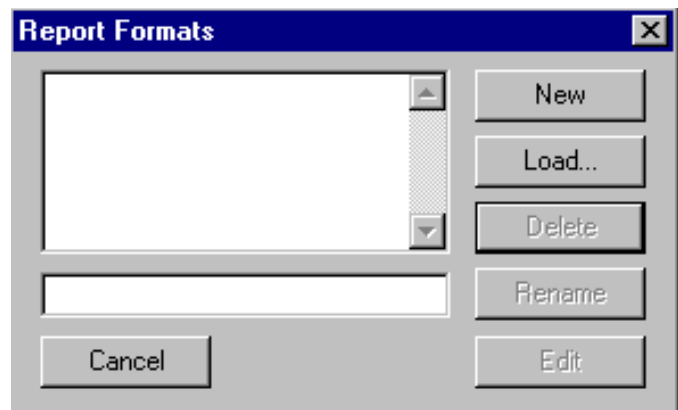 Report Formats
New
Load...
Delete
Rename
Cancel
Edit